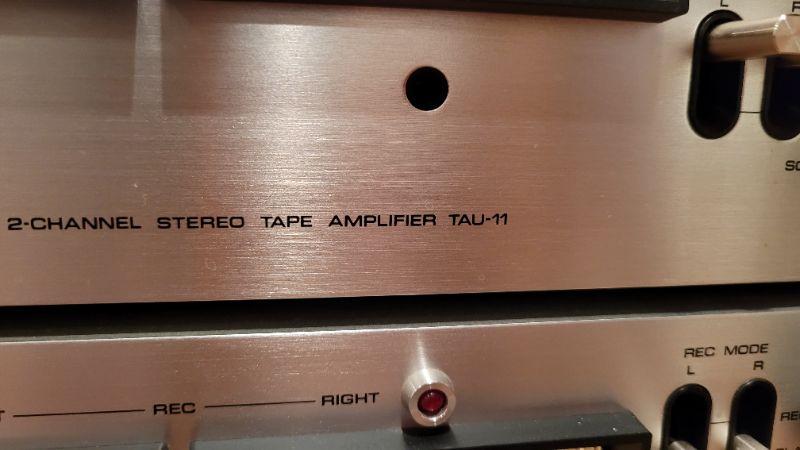 L
2-CHANNEL STEREO TAPE AMPLIFIER TAU-11
REC MODE
L R
REC RIGHT